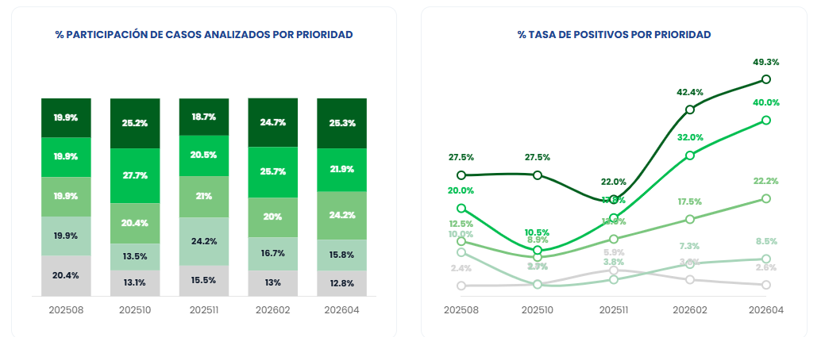 % PARTICIPACIÓN DE CASOS ANALIZADOS POR PRIORIDAD
19.9% 25.2% 18.7% 24.7% 25.3%
19.9% 27.7% 20.5% 25.7% 21.9%
19.9% 20.4% 21% 20% 24.2%
19.9% 13.5% 24.2% 16.7% 15.8%
20.4% 13.1% 15.5% 13% 12.8%
202508 202510 202511 202602 202604
% TASA DE POSITIVOS POR PRIORIDAD
27.5% 27.5% 22.0% 42.4% 49.3%
20.0% 10.5% 32.0% 40.0%
12.5% 8.9% 17.5% 22.2%
10.0% 3.8% 7.3% 8.5%
2.4% 5.9% 2.6%
202508 202510 202511 202602 202604